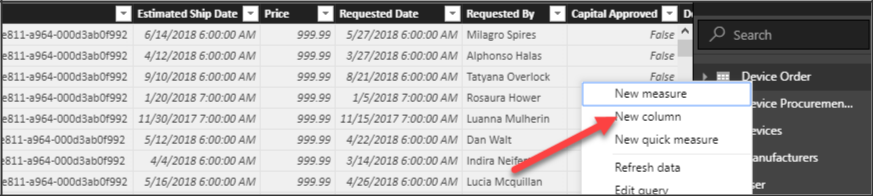 Estimated Ship Date Price Requested Date Requested By Capital Approved De
e811-a964-000d3ab0f992 6/14/2018 6:00:00 AM 999.99 5/27/2018 6:00:00 AM Milagro Spires False
e811-a964-000d3ab0f992 4/12/2018 6:00:00 AM 999.99 3/27/2018 6:00:00 AM Alphonso Halas False
e811-a964-000d3ab0f992 9/10/2018 6:00:00 AM 999.99 8/21/2018 6:00:00 AM Tatyana Overlock False
e811-a964-000d3ab0f992 1/20/2018 7:00:00 AM 999.99 1/5/2018 7:00:00 AM Rosaura Hower
e811-a964-000d3ab0f992 11/30/2017 7:00:00 AM 999.99 11/15/2017 7:00:00 AM Luanna Mulherin
e811-a964-000d3ab0f992 5/12/2018 6:00:00 AM 999.99 4/22/2018 6:00:00 AM Dan Walt
e811-a964-000d3ab0f992 4/4/2018 6:00:00 AM 999.99 3/14/2018 6:00:00 AM Indira Neifer
e811-a964-000d3ab0f992 5/16/2018 6:00:00 AM 999.99 4/26/2018 6:00:00 AM Lucia Mcquillan
New measure
New column
New quick measure
Refresh data
Edit query
Search
Device Order
evice Procuremen...
evices
anufacturers
ser